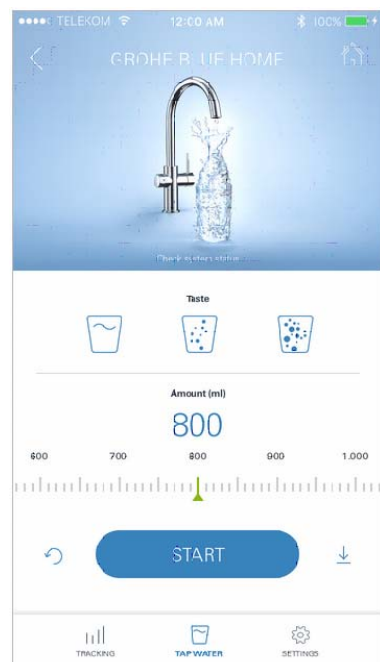 TELEKOM 12:00 AM 100%
GROHE BLUE HOME
Check system status
Taste
Amount (ml)
800
600 700 800 900 1.000
START
TRACKING TAP WATER SETTINGS